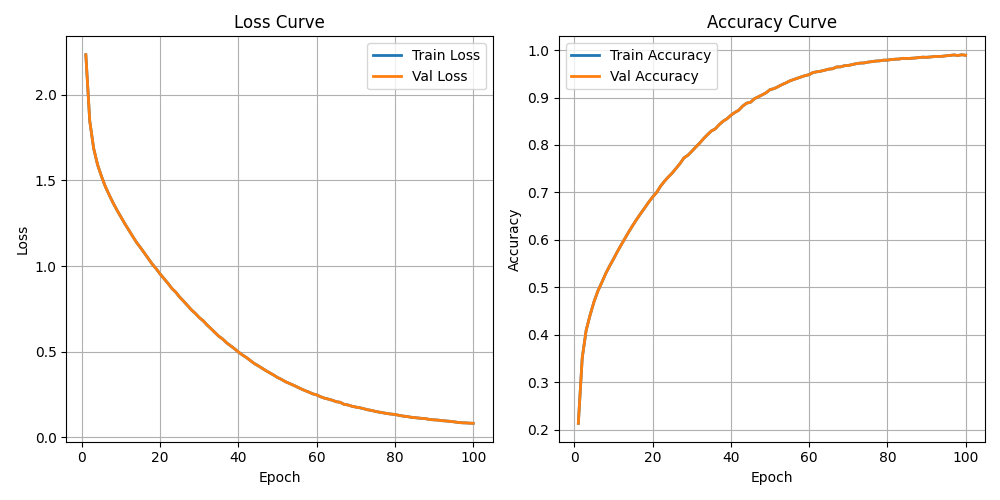 Loss Curve
Train Loss
Val Loss
2.0
1.5
1.0
0.5
0.0
Loss
0 20 40 60 80 100
Epoch
Accuracy Curve
Train Accuracy
Val Accuracy
1.0
0.9
0.8
0.7
0.6
0.5
0.4
0.3
0.2
Accuracy
0 20 40 60 80 100
Epoch